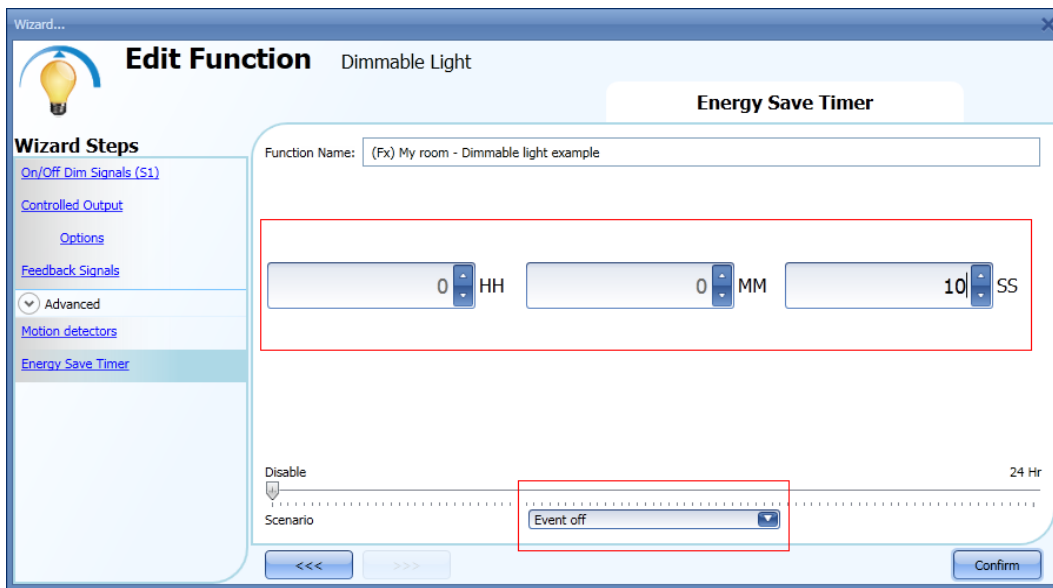 Wizard...
Edit Function Dimmable Light
Energy Save Timer
Wizard Steps
On/Off Dim Signals (S1)
Controlled Output
Options
Feedback Signals
Advanced
Motion detectors
Energy Save Timer
Function Name: (Fx) My room - Dimmable light example
0 HH 0 MM 10 SS
Disable 24 Hr
Scenario Event off
<<< >>> Confirm